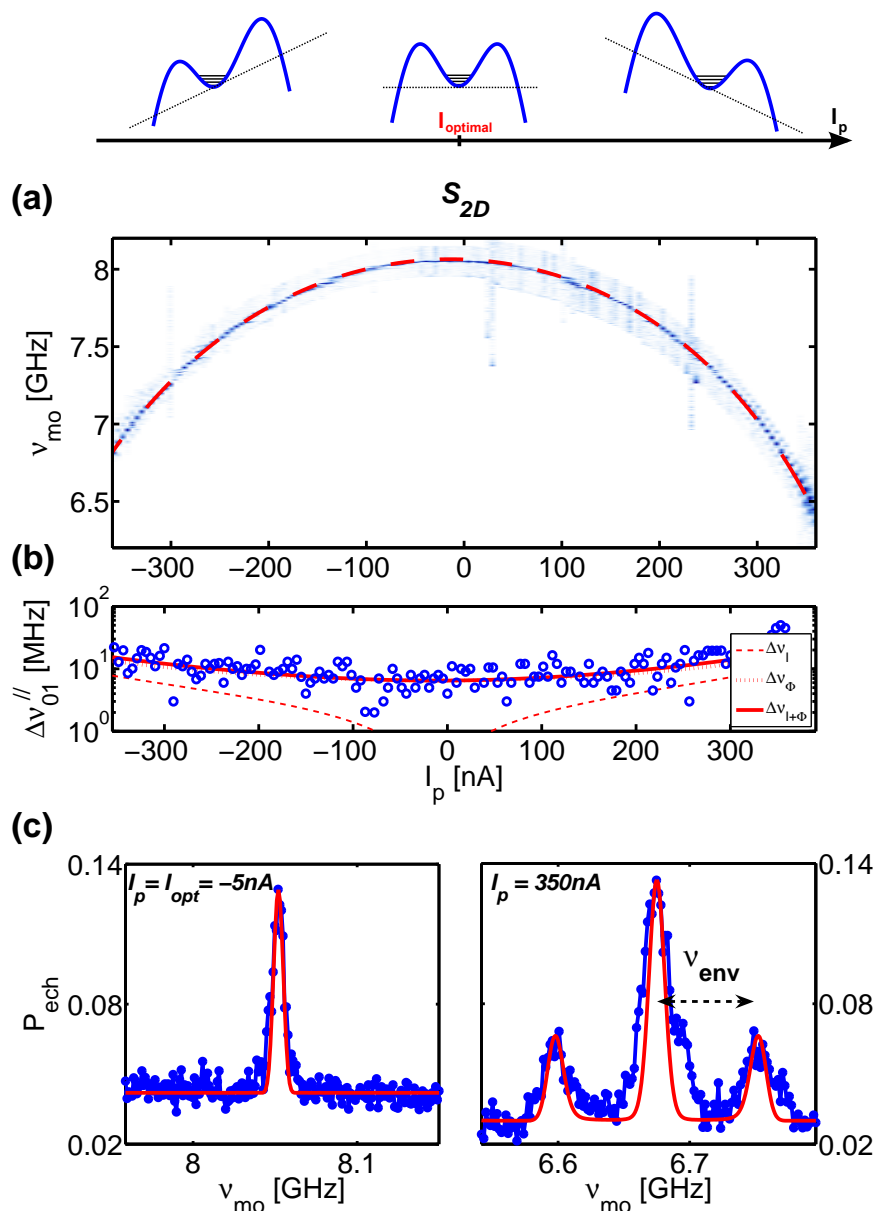 I_optimal
I_p
(a)
S_2D
8
7.5
7
6.5
ν_mo [GHz]
−300 −200 −100 0 100 200 300
(b)
10^2
10^1
10^0
Δν_01^// [MHz]
Δν_I
Δν_Φ
Δν_I+Φ
−300 −200 −100 0 100 200 300
I_p [nA]
(c)
0.14
0.08
0.02
P_ech
I_p = I_opt = −5nA
8 8.1
ν_mo [GHz]
I_p = 350nA
ν_env
0.14
0.08
0.02
6.6 6.7
ν_mo [GHz]